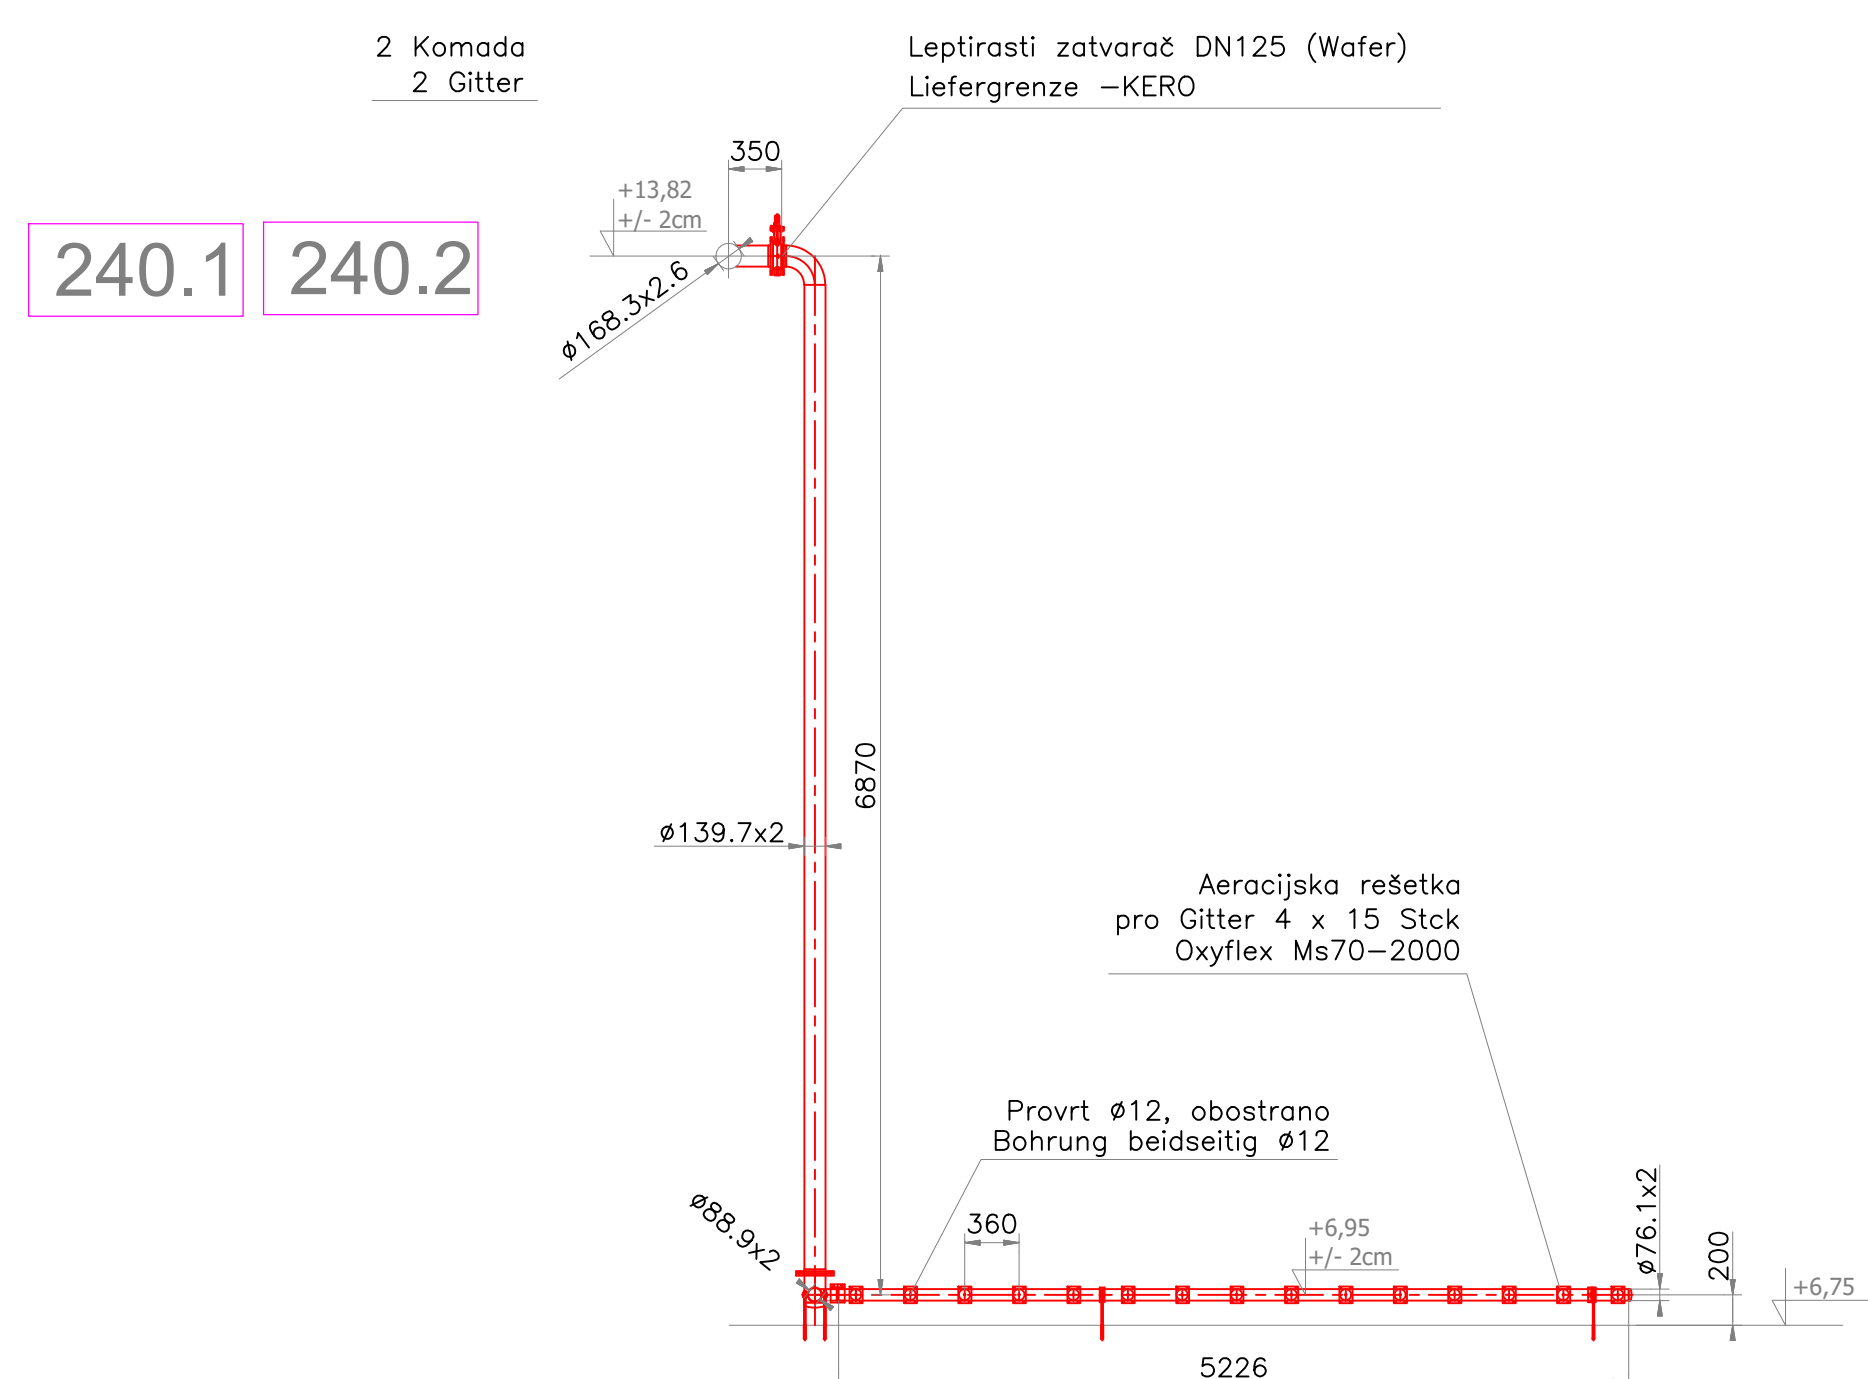 2 Komada
2 Gitter
Leptirasti zatvarač DN125 (Wafer)
Liefergrenze −KERO
350
+13,82
+/- 2cm
240.1
240.2
ø168.3x2.6
6870
ø139.7x2
Aeracijska rešetka
pro Gitter 4 x 15 Stck
Oxyflex Ms70−2000
Provrt ø12, obostrano
Bohrung beidseitig ø12
ø88.9x2
360
+6,95
+/- 2cm
ø76.1x2
200
+6,75
5226